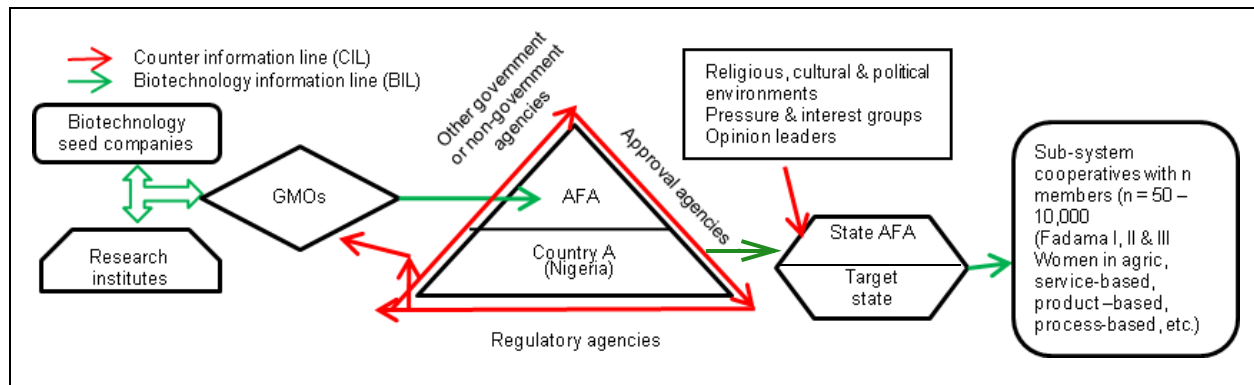 Counter information line (CIL)
Biotechnology information line (BIL)
Biotechnology
seed companies
Research
institutes
GMOs
Other government
or non-government
agencies
AFA
Country A
(Nigeria)
Approval agencies
Regulatory agencies
Religious, cultural & political
environments
Pressure & interest groups
Opinion leaders
State AFA
Target
state
Sub-system
cooperatives with n
members (n = 50 –
10,000
(Fadama I, II & III
Women in agric,
service-based,
product –based,
process-based, etc.)